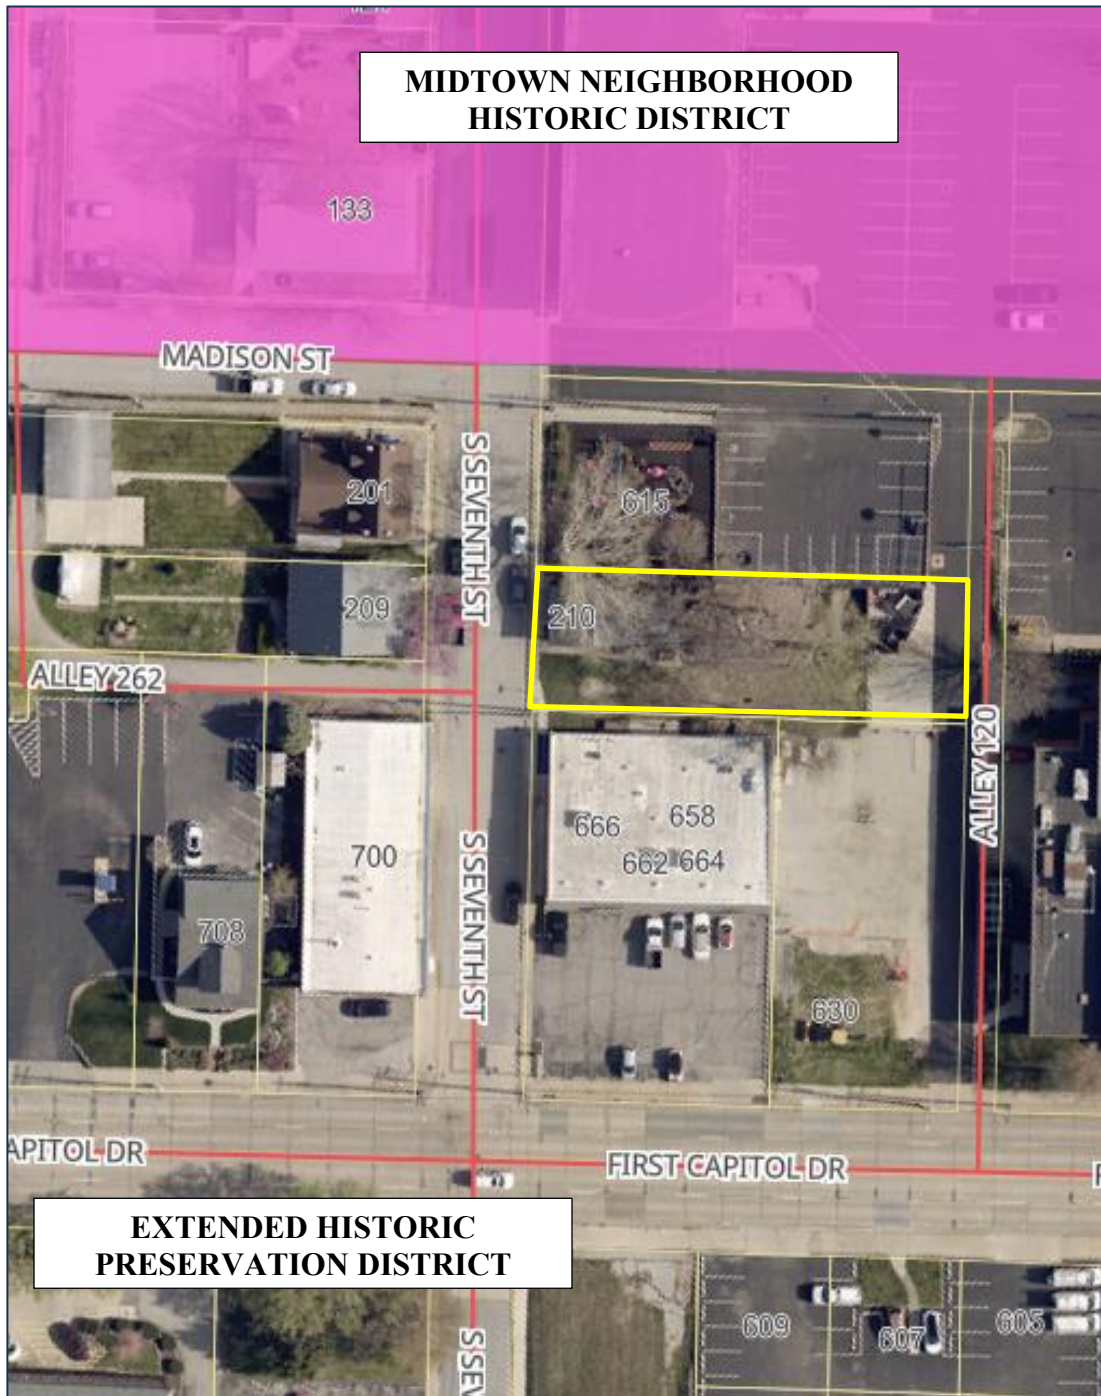 MIDTOWN NEIGHBORHOOD
HISTORIC DISTRICT
133
MADISON ST
S SEVENTH ST
201
615
209
210
ALLEY 262
ALLEY 120
S SEVENTH ST
666
658
662
664
700
708
630
APITOL DR
FIRST CAPITOL DR
F
EXTENDED HISTORIC
PRESERVATION DISTRICT
609
607
605
S SEV